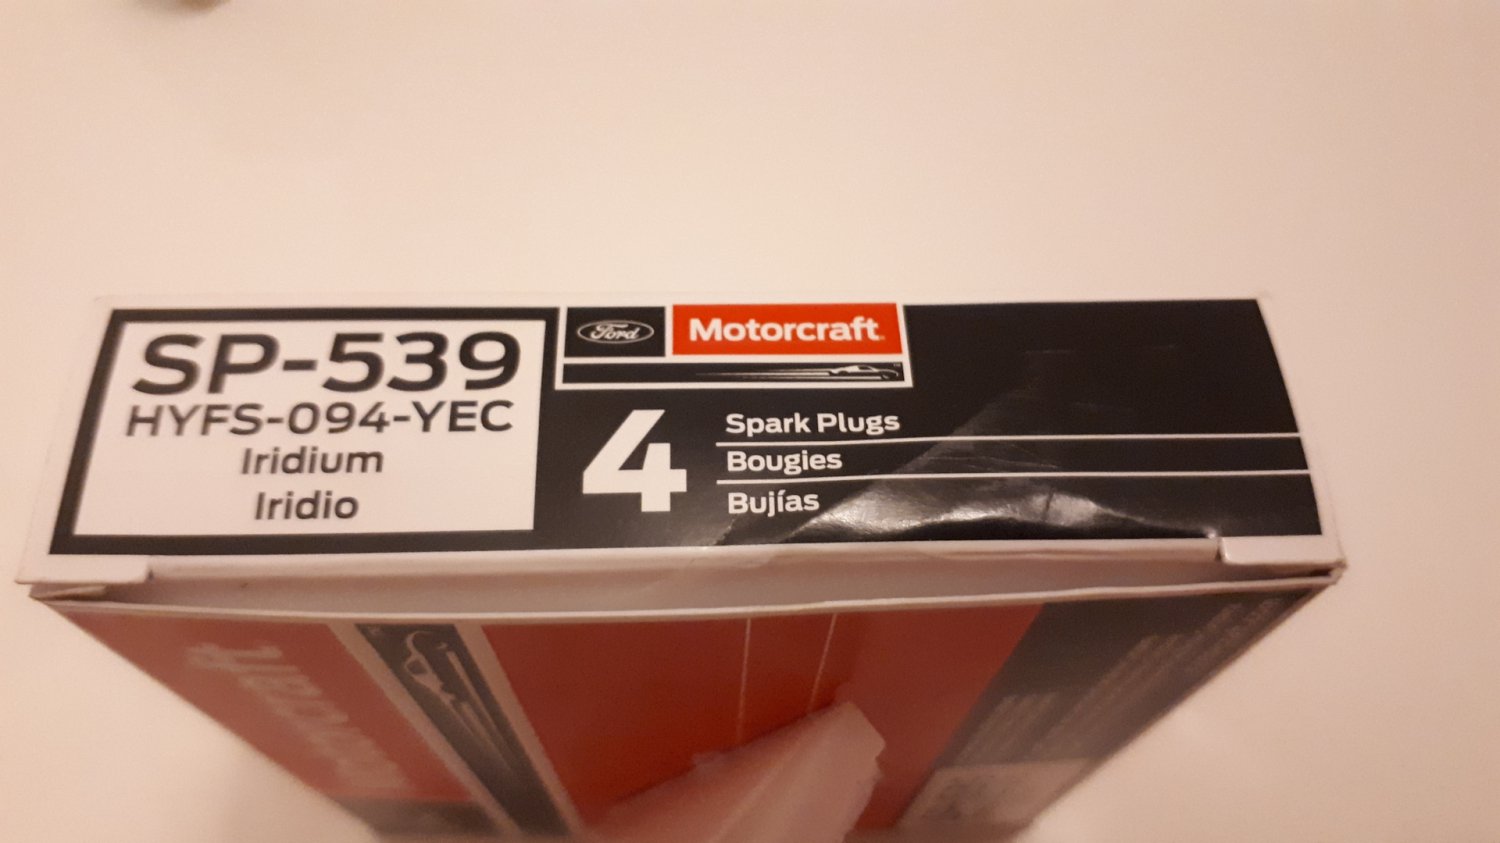 SP-539
HYFS-094-YEC
Iridium
Iridio
Ford
Motorcraft
4
Spark Plugs
Bougies
Bujías